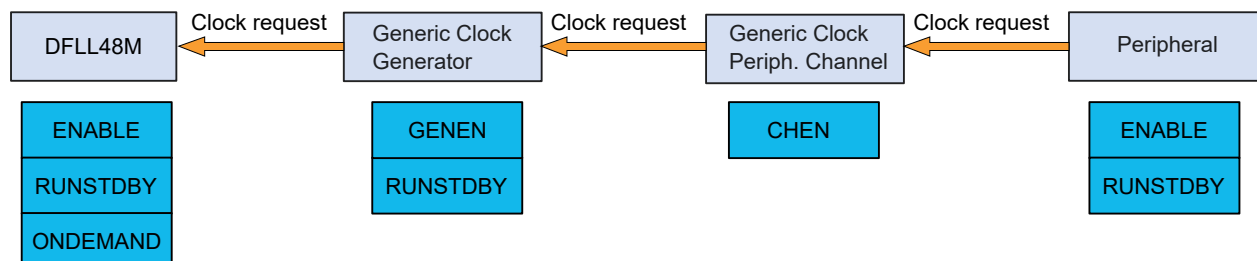 Clock request
Clock request
Clock request
DFLL48M
Generic Clock
Generator
Generic Clock
Periph. Channel
Peripheral
ENABLE
GENEN
CHEN
ENABLE
RUNSTDBY
RUNSTDBY
RUNSTDBY
ONDEMAND